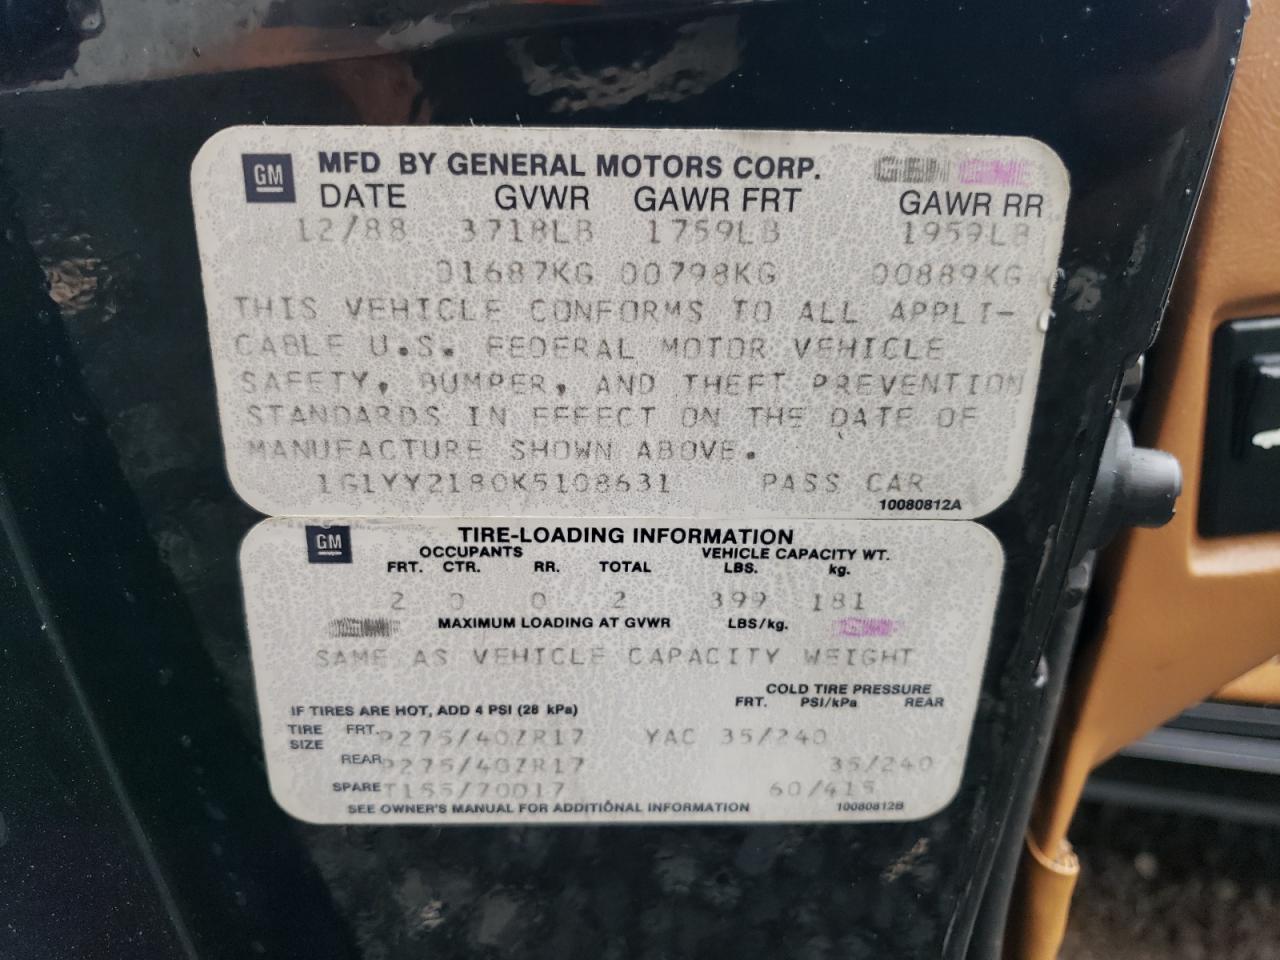 GM MFD BY GENERAL MOTORS CORP. GBM GME
DATE GVWR GAWR FRT GAWR RR
12/88 3718LB 1759LB 1959LB
01687KG 00798KG 00889KG
THIS VEHICLE CONFORMS TO ALL APPLI-
CABLE U.S. FEDERAL MOTOR VEHICLE
SAFETY, BUMPER, AND THEFT PREVENTION
STANDARDS IN EFFECT ON THE DATE OF
MANUFACTURE SHOWN ABOVE.
1G1YY2180K5108631 PASS CAR
10080812A
GM TIRE-LOADING INFORMATION
OCCUPANTS VEHICLE CAPACITY WT.
FRT. CTR. RR. TOTAL LBS. kg.
2 0 0 2 399 181
MAXIMUM LOADING AT GVWR LBS/kg.
SAME AS VEHICLE CAPACITY WEIGHT
COLD TIRE PRESSURE
FRT. PSI/kPa REAR
IF TIRES ARE HOT, ADD 4 PSI (28 kPa)
TIRE SIZE FRT. P275/40ZR17 YAC 35/240
REAR P275/40ZR17 35/240
SPARE T155/70D17 60/415
SEE OWNER'S MANUAL FOR ADDITIONAL INFORMATION 10080812B